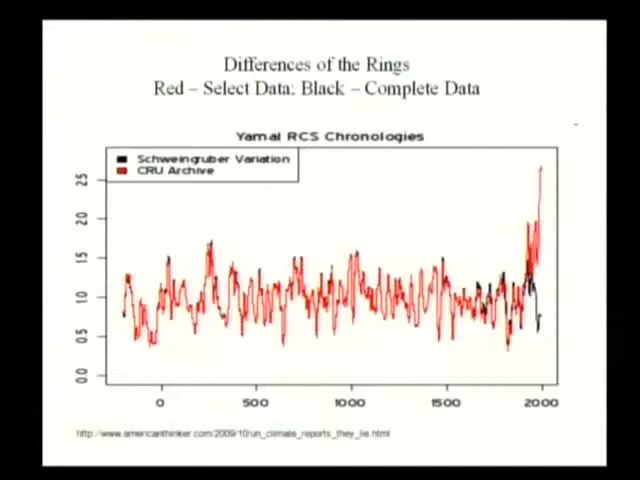 Differences of the Rings
Red – Select Data; Black – Complete Data
Yamal RCS Chronologies
Schweingruber Variation
CRU Archive
2.5
2.0
1.5
1.0
0.5
0.0
0 500 1000 1500 2000
http://www.americanthinker.com/2009/10/un_climate_reports_they_lie.html